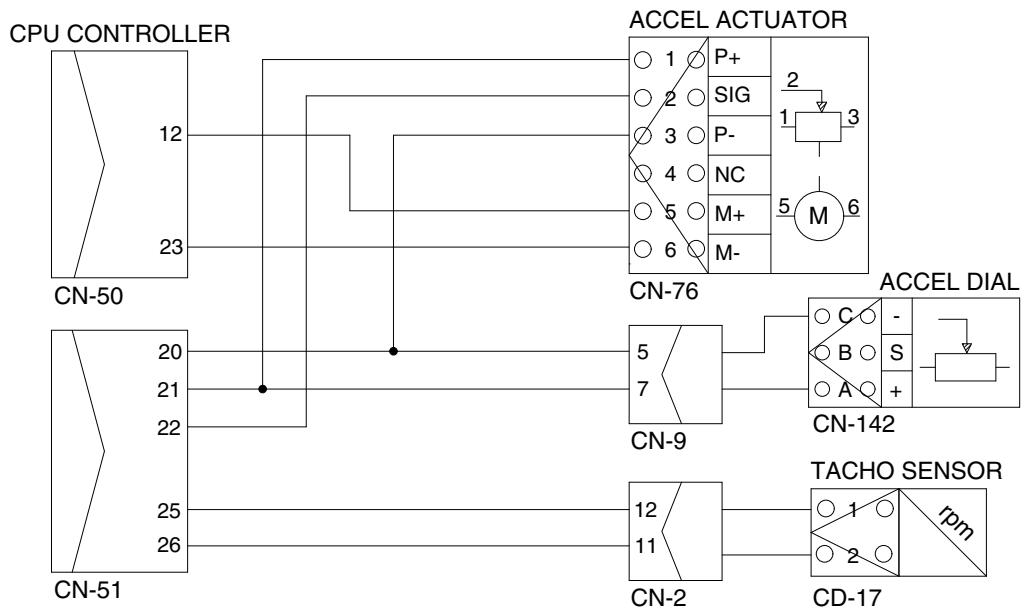 ACCEL ACTUATOR
CPU CONTROLLER
1 P+
2 SIG
3 P-
4 NC
5 M+
6 M-
2
1 3
5 M 6
12
23
CN-50
CN-76
ACCEL DIAL
C -
B S
A +
CN-142
20
21
22
25
26
CN-51
5
7
CN-9
TACHO SENSOR
12
11
CN-2
1
2
rpm
CD-17